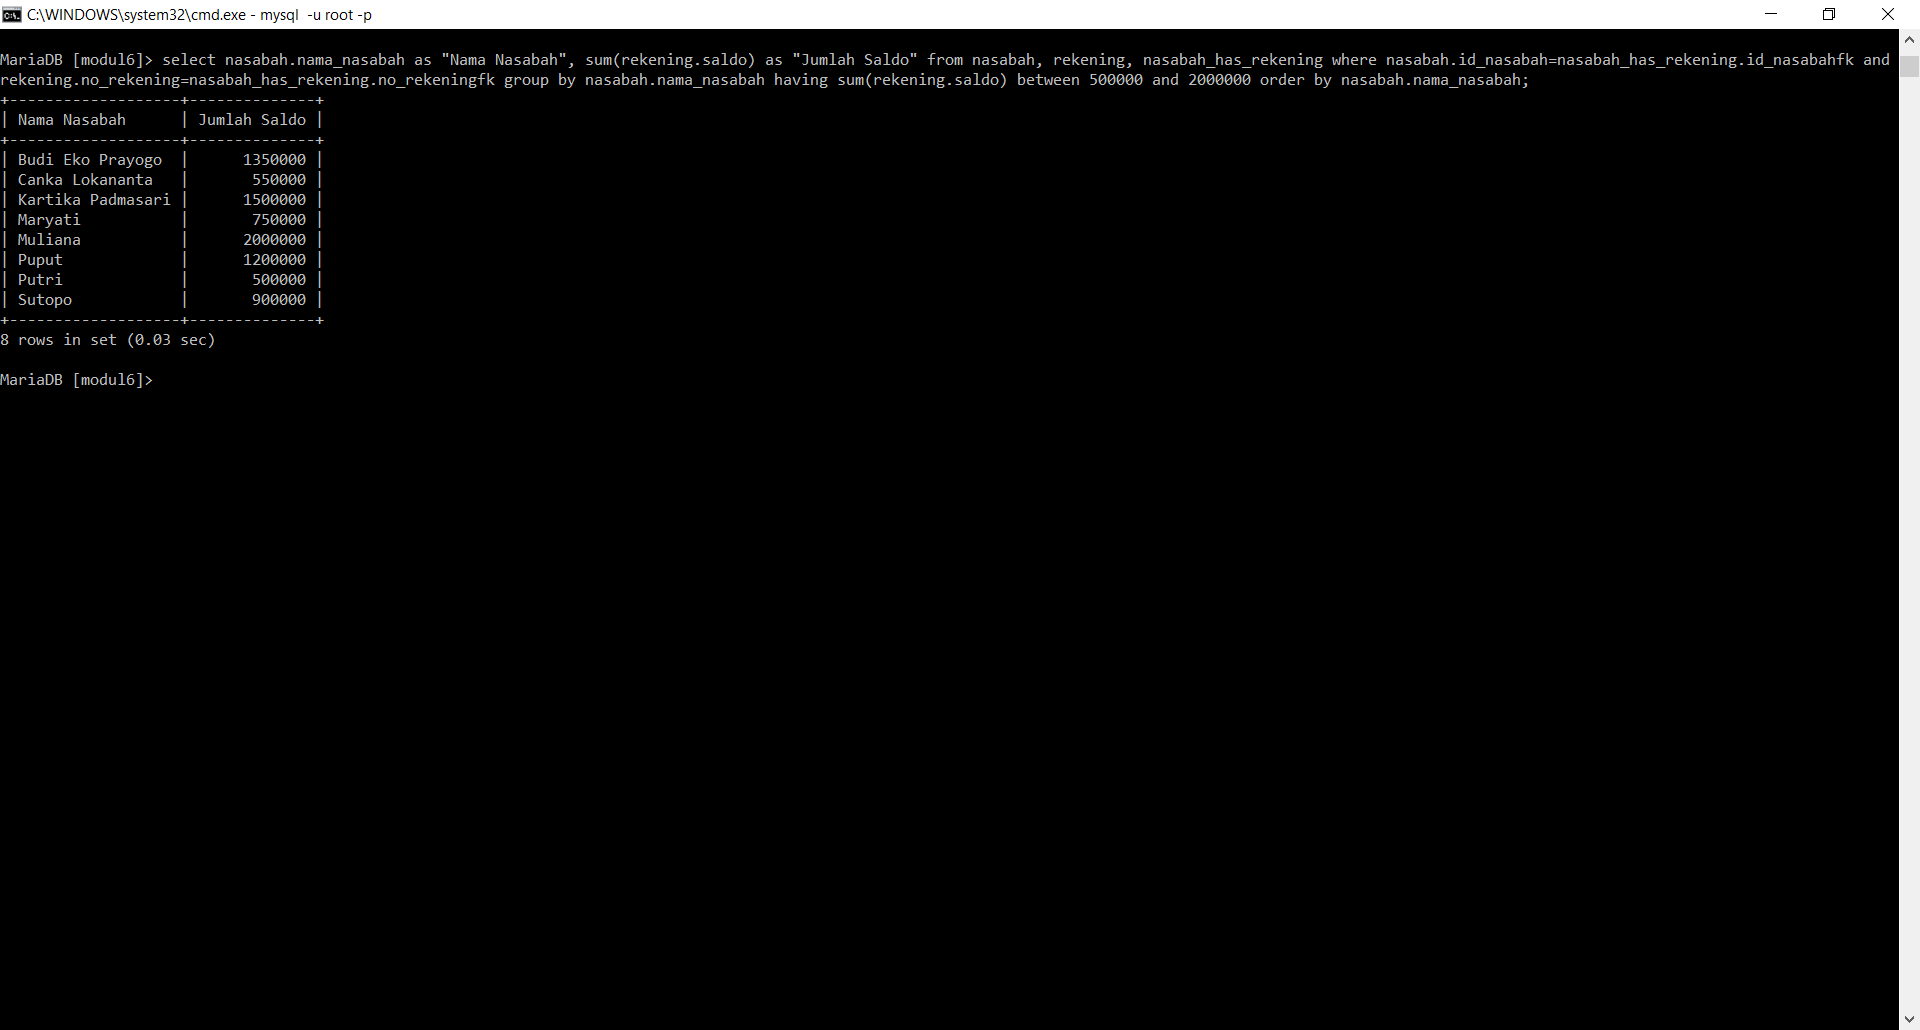 C:\WINDOWS\system32\cmd.exe - mysql  -u root -p
MariaDB [modul6]> select nasabah.nama_nasabah as "Nama Nasabah", sum(rekening.saldo) as "Jumlah Saldo" from nasabah, rekening, nasabah_has_rekening where nasabah.id_nasabah=nasabah_has_rekening.id_nasabahfk and
rekening.no_rekening=nasabah_has_rekening.no_rekeningfk group by nasabah.nama_nasabah having sum(rekening.saldo) between 500000 and 2000000 order by nasabah.nama_nasabah;
+-------------------+--------------+
| Nama Nasabah      | Jumlah Saldo |
+-------------------+--------------+
| Budi Eko Prayogo  |      1350000 |
| Canka Lokananta   |       550000 |
| Kartika Padmasari |      1500000 |
| Maryati           |       750000 |
| Muliana           |      2000000 |
| Puput             |      1200000 |
| Putri             |       500000 |
| Sutopo            |       900000 |
+-------------------+--------------+
8 rows in set (0.03 sec)
MariaDB [modul6]>